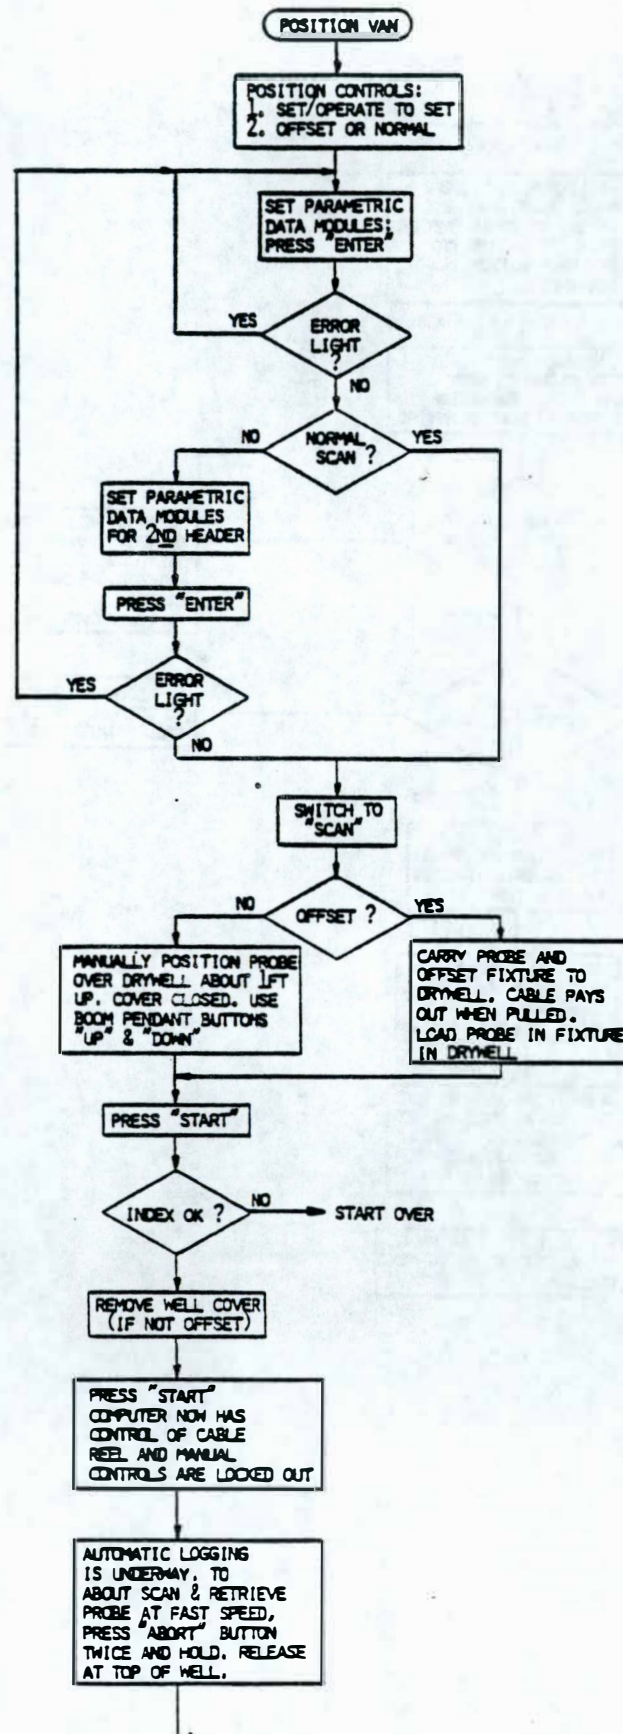 POSITION VAN
POSITION CONTROLS:
1. SET/OPERATE TO SET
2. OFFSET OR NORMAL
SET PARAMETRIC
DATA MODULES;
PRESS "ENTER"
YES
ERROR
LIGHT
?
NO
NO
NORMAL
SCAN ?
YES
SET PARAMETRIC
DATA MODULES
FOR 2ND HEADER
PRESS "ENTER"
YES
ERROR
LIGHT
?
NO
SWITCH TO
"SCAN"
NO
OFFSET ?
YES
MANUALLY POSITION PROBE
OVER DRYWELL ABOUT 1FT
UP. COVER CLOSED. USE
BOOM PENDANT BUTTONS
"UP" & "DOWN"
CARRY PROBE AND
OFFSET FIXTURE TO
DRYWELL. CABLE PAYS
OUT WHEN PULLED.
LOAD PROBE IN FIXTURE
IN DRYWELL
PRESS "START"
INDEX OK ?
NO
START OVER
REMOVE WELL COVER
(IF NOT OFFSET)
PRESS "START"
COMPUTER NOW HAS
CONTROL OF CABLE
REEL AND MANUAL
CONTROLS ARE LOCKED OUT
AUTOMATIC LOGGING
IS UNDERWAY. TO
ABOUT SCAN & RETRIEVE
PROBE AT FAST SPEED,
PRESS "ABORT" BUTTON
TWICE AND HOLD. RELEASE
AT TOP OF WELL.